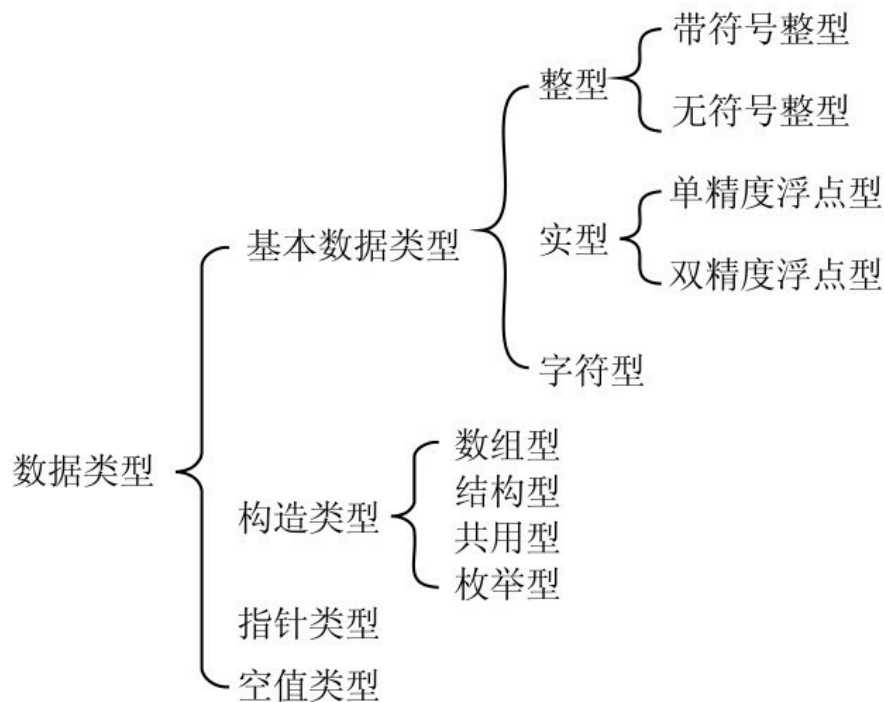 带符号整型
整型
无符号整型
单精度浮点型
基本数据类型
实型
双精度浮点型
字符型
数组型
数据类型
结构型
构造类型
共用型
枚举型
指针类型
空值类型